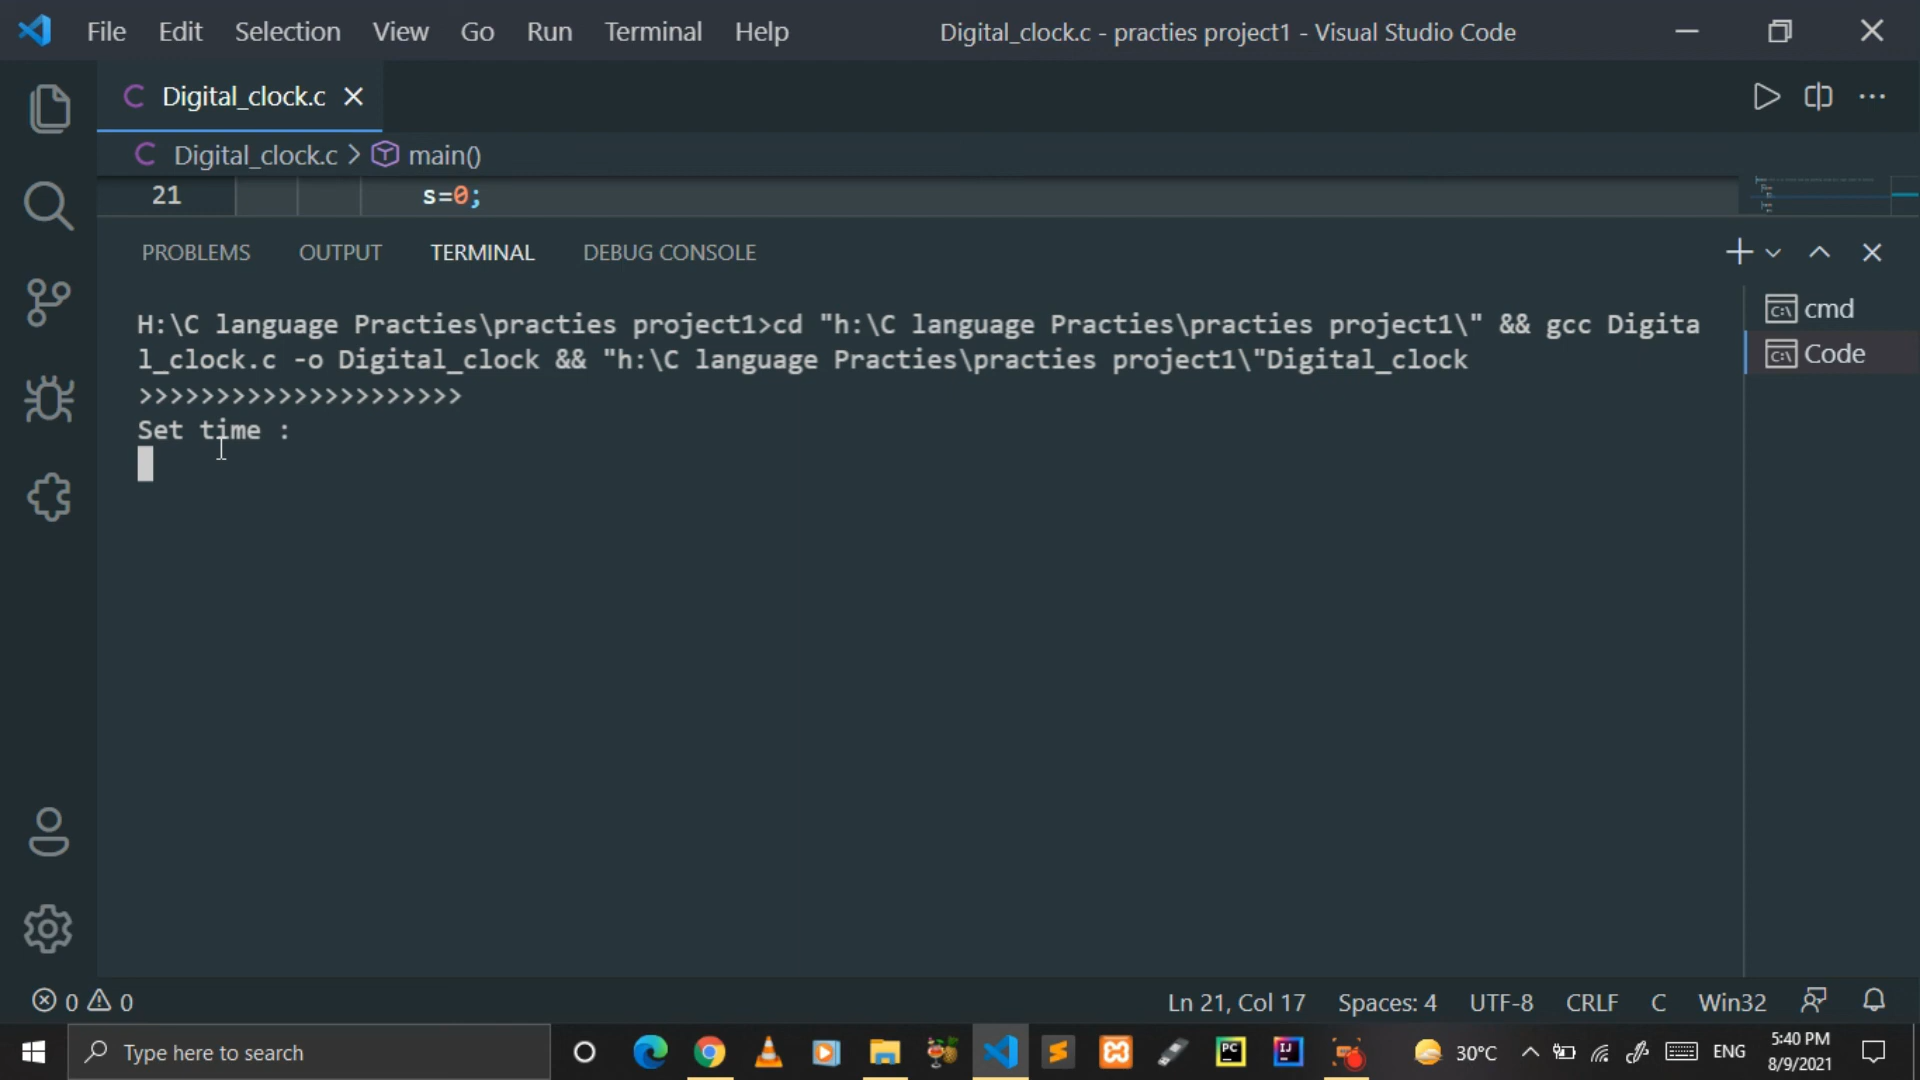 File Edit Selection View Go Run Terminal Help Digital_clock.c - practies project1 - Visual Studio Code
C Digital_clock.c
C Digital_clock.c > main()
21 s=0;
PROBLEMS OUTPUT TERMINAL DEBUG CONSOLE
H:\C language Practies\practies project1>cd "h:\C language Practies\practies project1\" && gcc Digita
l_clock.c -o Digital_clock && "h:\C language Practies\practies project1\"Digital_clock
>>>>>>>>>>>>>>>>>>>>>
Set time :
cmd
Code
0 0 Ln 21, Col 17 Spaces: 4 UTF-8 CRLF C Win32
Type here to search PC IJ 30°C ENG 5:40 PM
8/9/2021